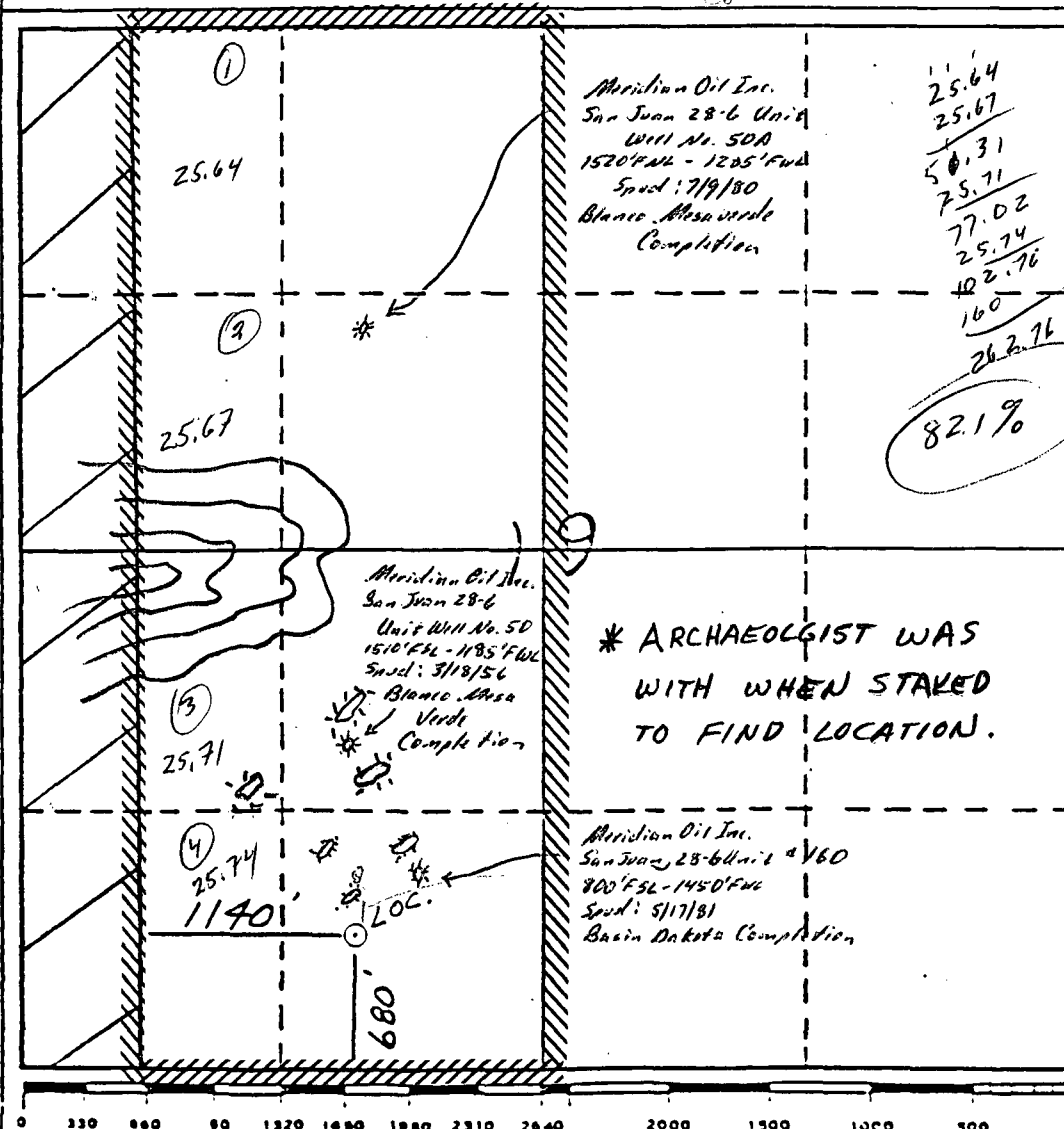 ①
25.64
Meridian Oil Inc.
San Juan 28-6 Unit
Well No. 50A
1520'FNL - 1205'FWL
Spud: 7/9/80
Blanco Mesaverde
Completion
25.64
25.67
51.31
25.71
77.02
25.74
102.76
160
262.76
82.1%
②
25.67
Meridian Oil Inc.
San Juan 28-6
Unit Well No. 50
1510'FSL - 1185'FWL
Spud: 3/18/56
Blanco Mesa
Verde
Completion
* ARCHAEOLGIST WAS
WITH WHEN STAKED
TO FIND LOCATION.
③
25.71
④
25.74
1140'
LOC.
680'
Meridian Oil Inc.
San Juan 28-6 Unit # 160
800'FSL - 1450'FWL
Spud: 5/17/81
Basin Dakota Completion
0 330 660 90 1320 1650 1980 2310 2640 2000 1500 1000 500